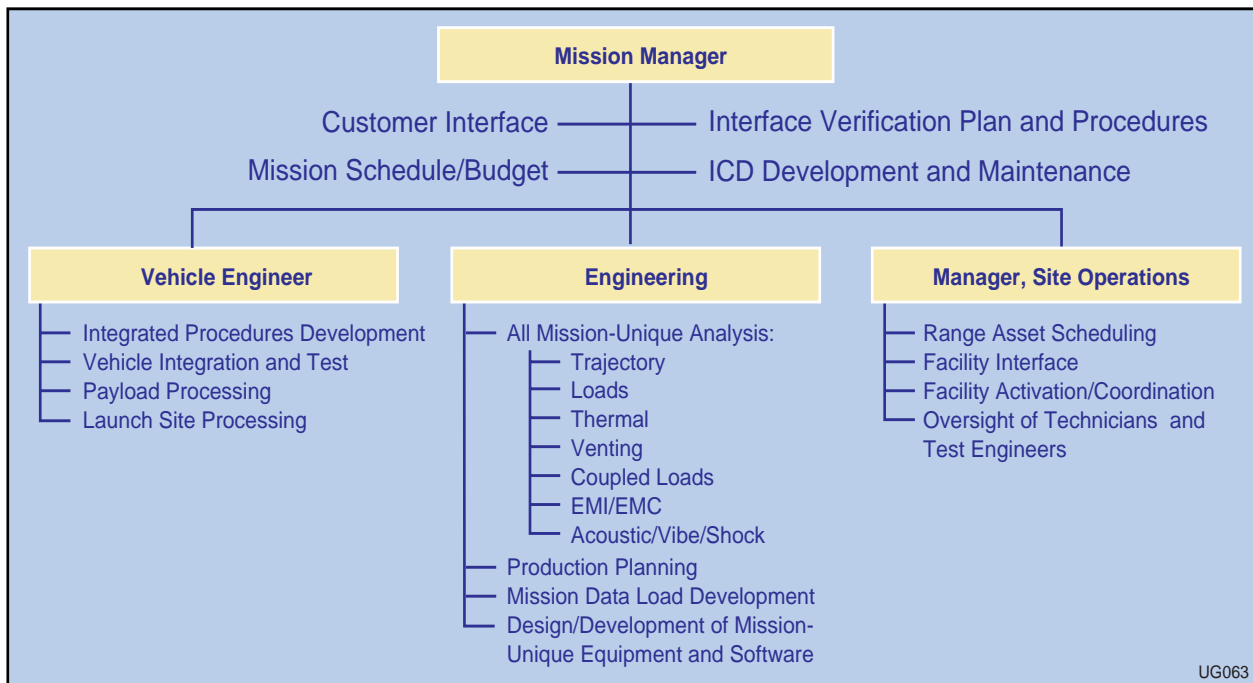 Mission Manager
Customer Interface
Interface Verification Plan and Procedures
Mission Schedule/Budget
ICD Development and Maintenance
Vehicle Engineer
Integrated Procedures Development
Vehicle Integration and Test
Payload Processing
Launch Site Processing
Engineering
All Mission-Unique Analysis:
Trajectory
Loads
Thermal
Venting
Coupled Loads
EMI/EMC
Acoustic/Vibe/Shock
Production Planning
Mission Data Load Development
Design/Development of Mission-
Unique Equipment and Software
Manager, Site Operations
Range Asset Scheduling
Facility Interface
Facility Activation/Coordination
Oversight of Technicians and
Test Engineers
UG063